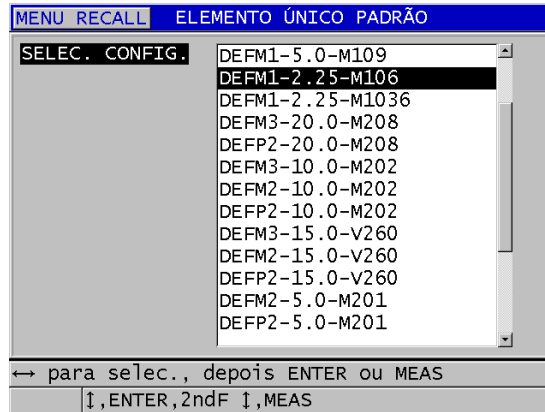 MENU RECALL ELEMENTO ÚNICO PADRÃO
SELEC. CONFIG.
DEFM1-5.0-M109
DEFM1-2.25-M106
DEFM1-2.25-M1036
DEFM3-20.0-M208
DEFP2-20.0-M208
DEFM3-10.0-M202
DEFM2-10.0-M202
DEFP2-10.0-M202
DEFM3-15.0-V260
DEFM2-15.0-V260
DEFP2-15.0-V260
DEFM2-5.0-M201
DEFP2-5.0-M201
↔ para selec., depois ENTER ou MEAS
↕,ENTER,2ndF ↕,MEAS